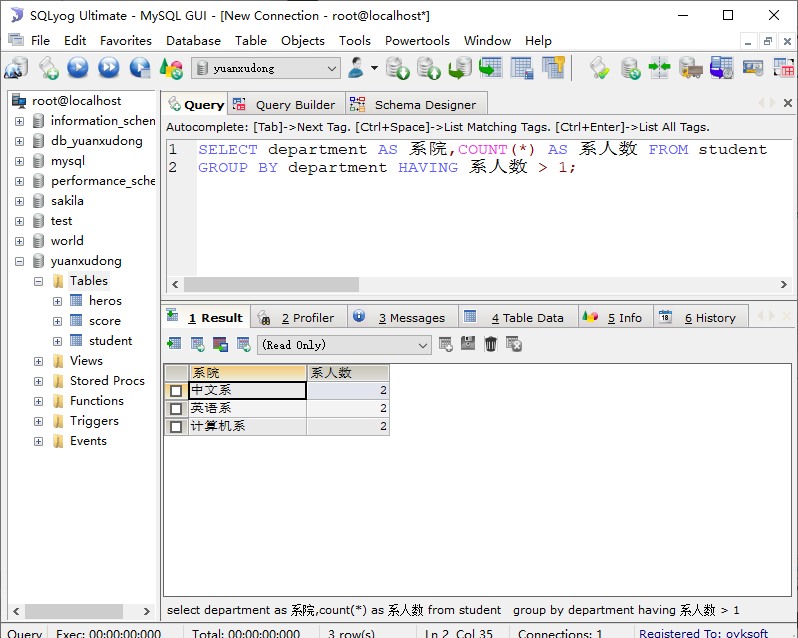 SQLyog Ultimate - MySQL GUI - [New Connection - root@localhost*]
File Edit Favorites Database Table Objects Tools Powertools Window Help
yuanxudong
root@localhost
information_schem
db_yuanxudong
mysql
performance_sche
sakila
test
world
yuanxudong
Tables
heros
score
student
Views
Stored Procs
Functions
Triggers
Events
Query Query Builder Schema Designer
Autocomplete: [Tab]->Next Tag. [Ctrl+Space]->List Matching Tags. [Ctrl+Enter]->List All Tags.
1 SELECT department AS 系院,COUNT(*) AS 系人数 FROM student
2 GROUP BY department HAVING 系人数 > 1;
1 Result 2 Profiler 3 Messages 4 Table Data 5 Info 18 6 History
(Read Only)
系院 系人数
中文系 2
英语系 2
计算机系 2
select department as 系院,count(*) as 系人数 from student group by department having 系人数 > 1
Query Exec: 00:00:00:000 Total: 00:00:00:000 3 row(s) Ln 2, Col 35 Connections: 1 Registered To: ovksoft